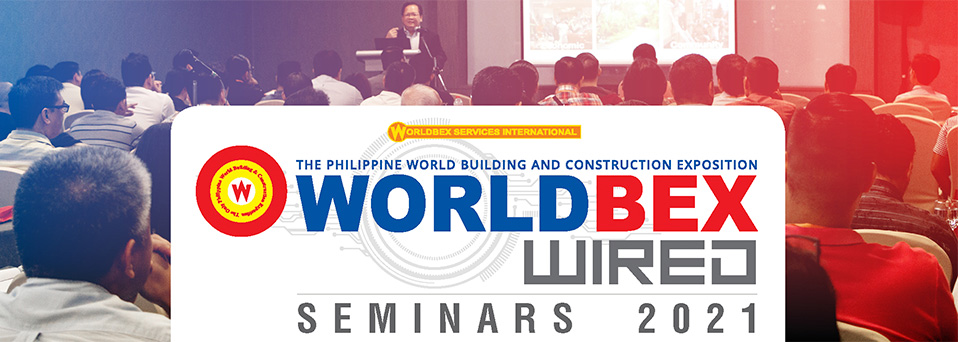 WORLDBEX SERVICES INTERNATIONAL
THE PHILIPPINE WORLD BUILDING AND CONSTRUCTION EXPOSITION
W
WORLDBEX
WIRED
SEMINARS 2021